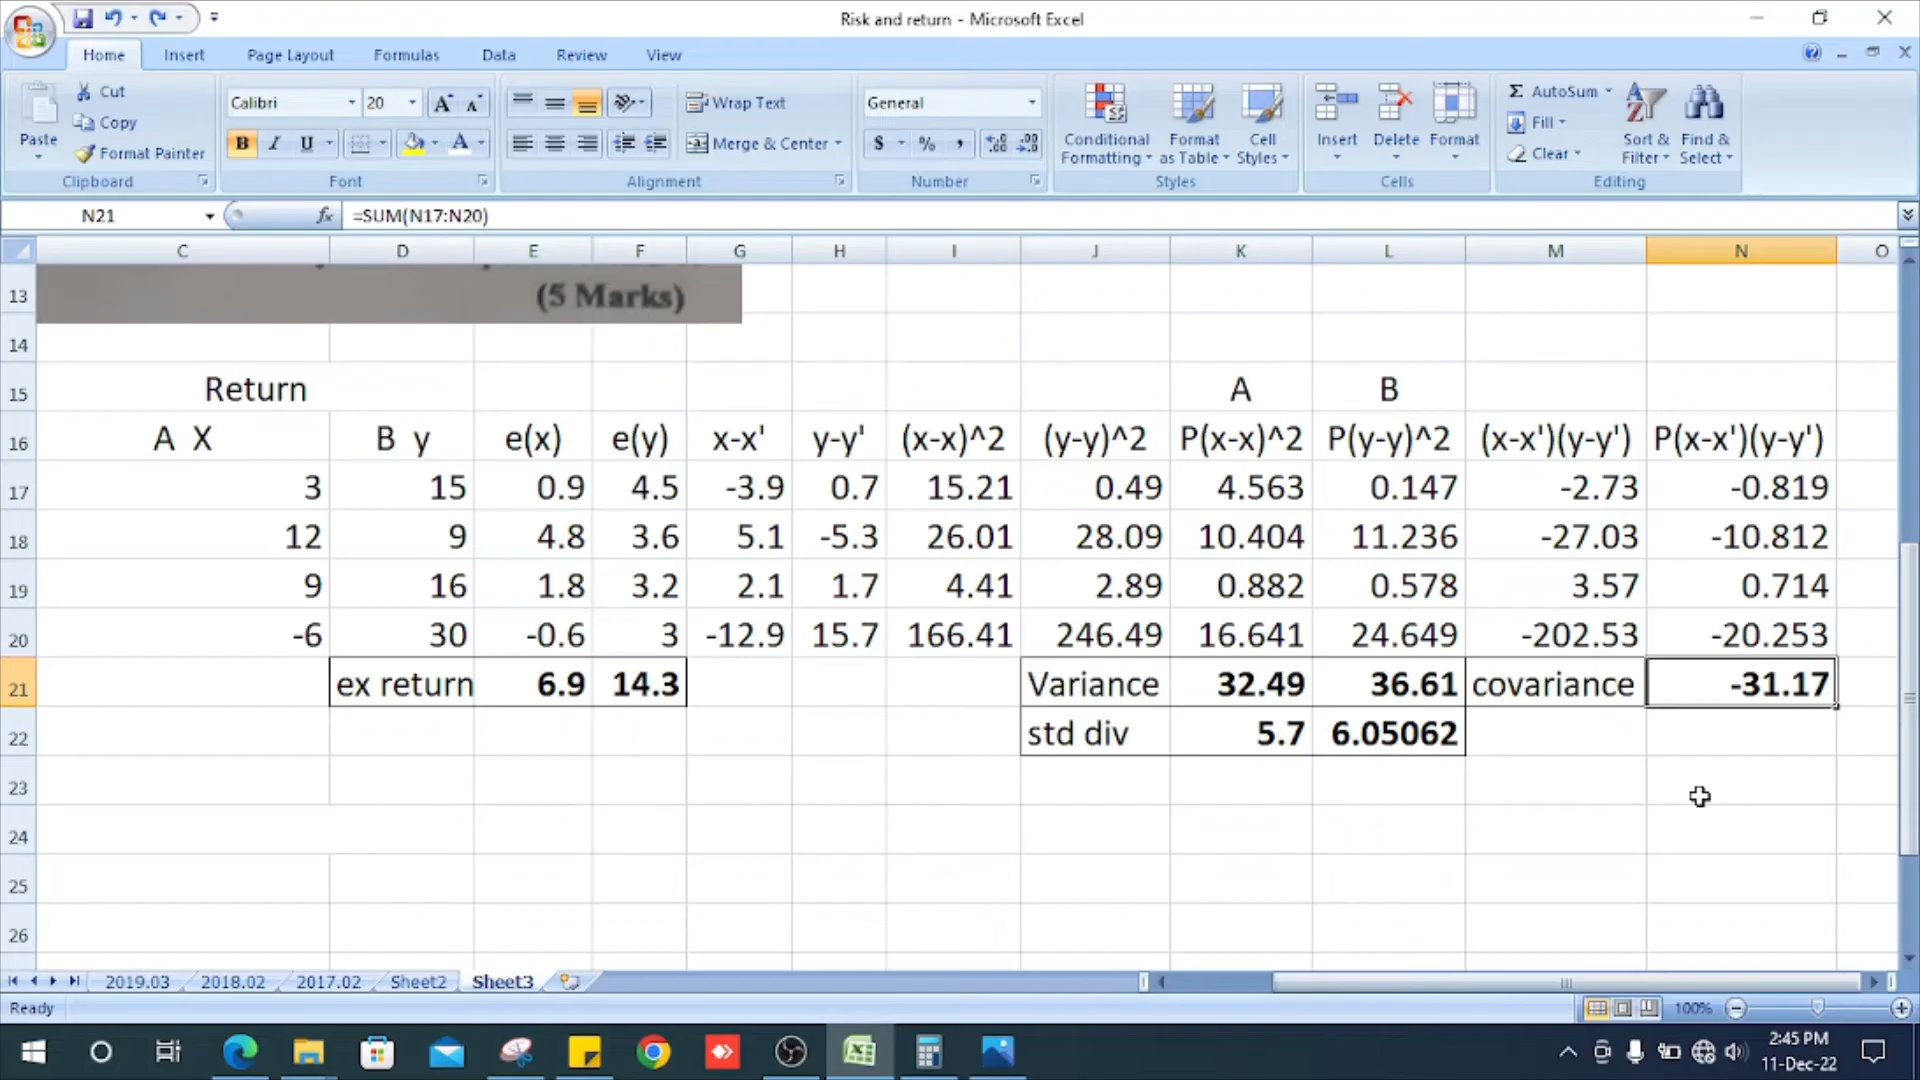 Risk and return - Microsoft Excel
Home Insert Page Layout Formulas Data Review View
Paste
Cut
Copy
Format Painter
Clipboard
Calibri 20
B I U
Font
Wrap Text
Merge & Center
Alignment
General
$ % , .00 .00
Number
Conditional Formatting
Format as Table
Cell Styles
Styles
Insert Delete Format
Cells
Σ AutoSum
Fill
Clear
Sort & Filter
Find & Select
Editing
N21 fx =SUM(N17:N20)
C D E F G H I J K L M N O
13 (5 Marks)
14
15 Return A B
16 A X B y e(x) e(y) x-x' y-y' (x-x)^2 (y-y)^2 P(x-x)^2 P(y-y)^2 (x-x')(y-y') P(x-x')(y-y')
17 3 15 0.9 4.5 -3.9 0.7 15.21 0.49 4.563 0.147 -2.73 -0.819
18 12 9 4.8 3.6 5.1 -5.3 26.01 28.09 10.404 11.236 -27.03 -10.812
19 9 16 1.8 3.2 2.1 1.7 4.41 2.89 0.882 0.578 3.57 0.714
20 -6 30 -0.6 3 -12.9 15.7 166.41 246.49 16.641 24.649 -202.53 -20.253
21 ex return 6.9 14.3 Variance 32.49 36.61 covariance -31.17
22 std div 5.7 6.05062
23
24
25
26
2019.03 2018.02 2017.02 Sheet2 Sheet3
Ready 100%
2:45 PM
11-Dec-22